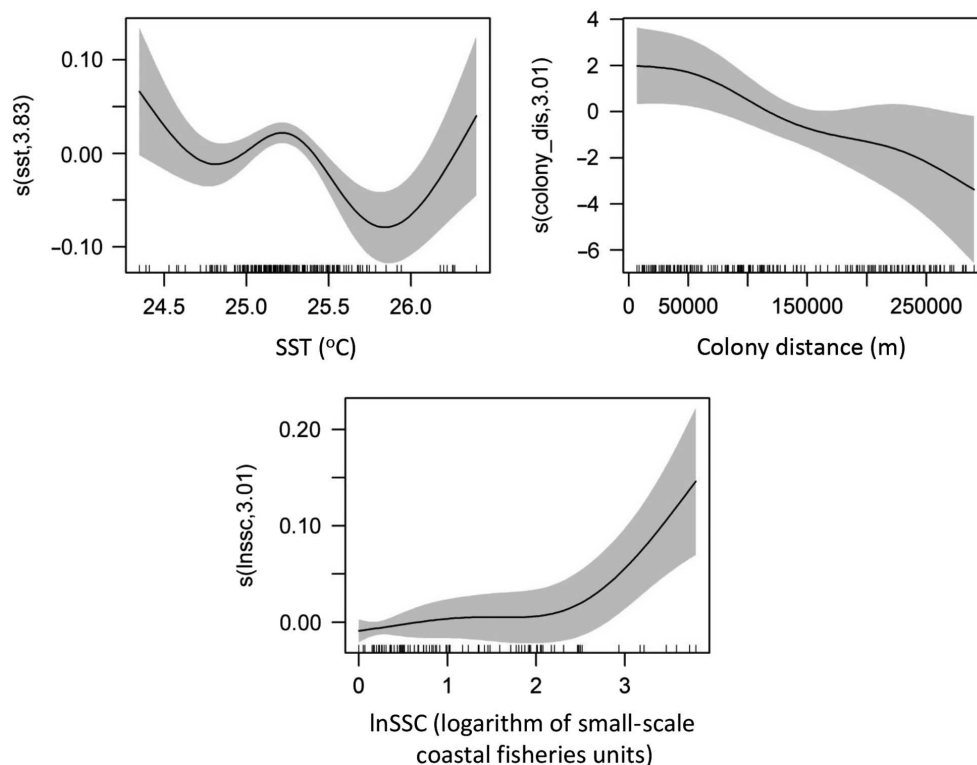 0.10
0.00
−0.10
s(sst,3.83)
24.5 25.0 25.5 26.0
SST (°C)
4
2
0
−2
−4
−6
s(colony_dis,3.01)
0 50000 150000 250000
Colony distance (m)
0.20
0.10
0.00
s(lnssc,3.01)
0 1 2 3
lnSSC (logarithm of small-scale
coastal fisheries units)